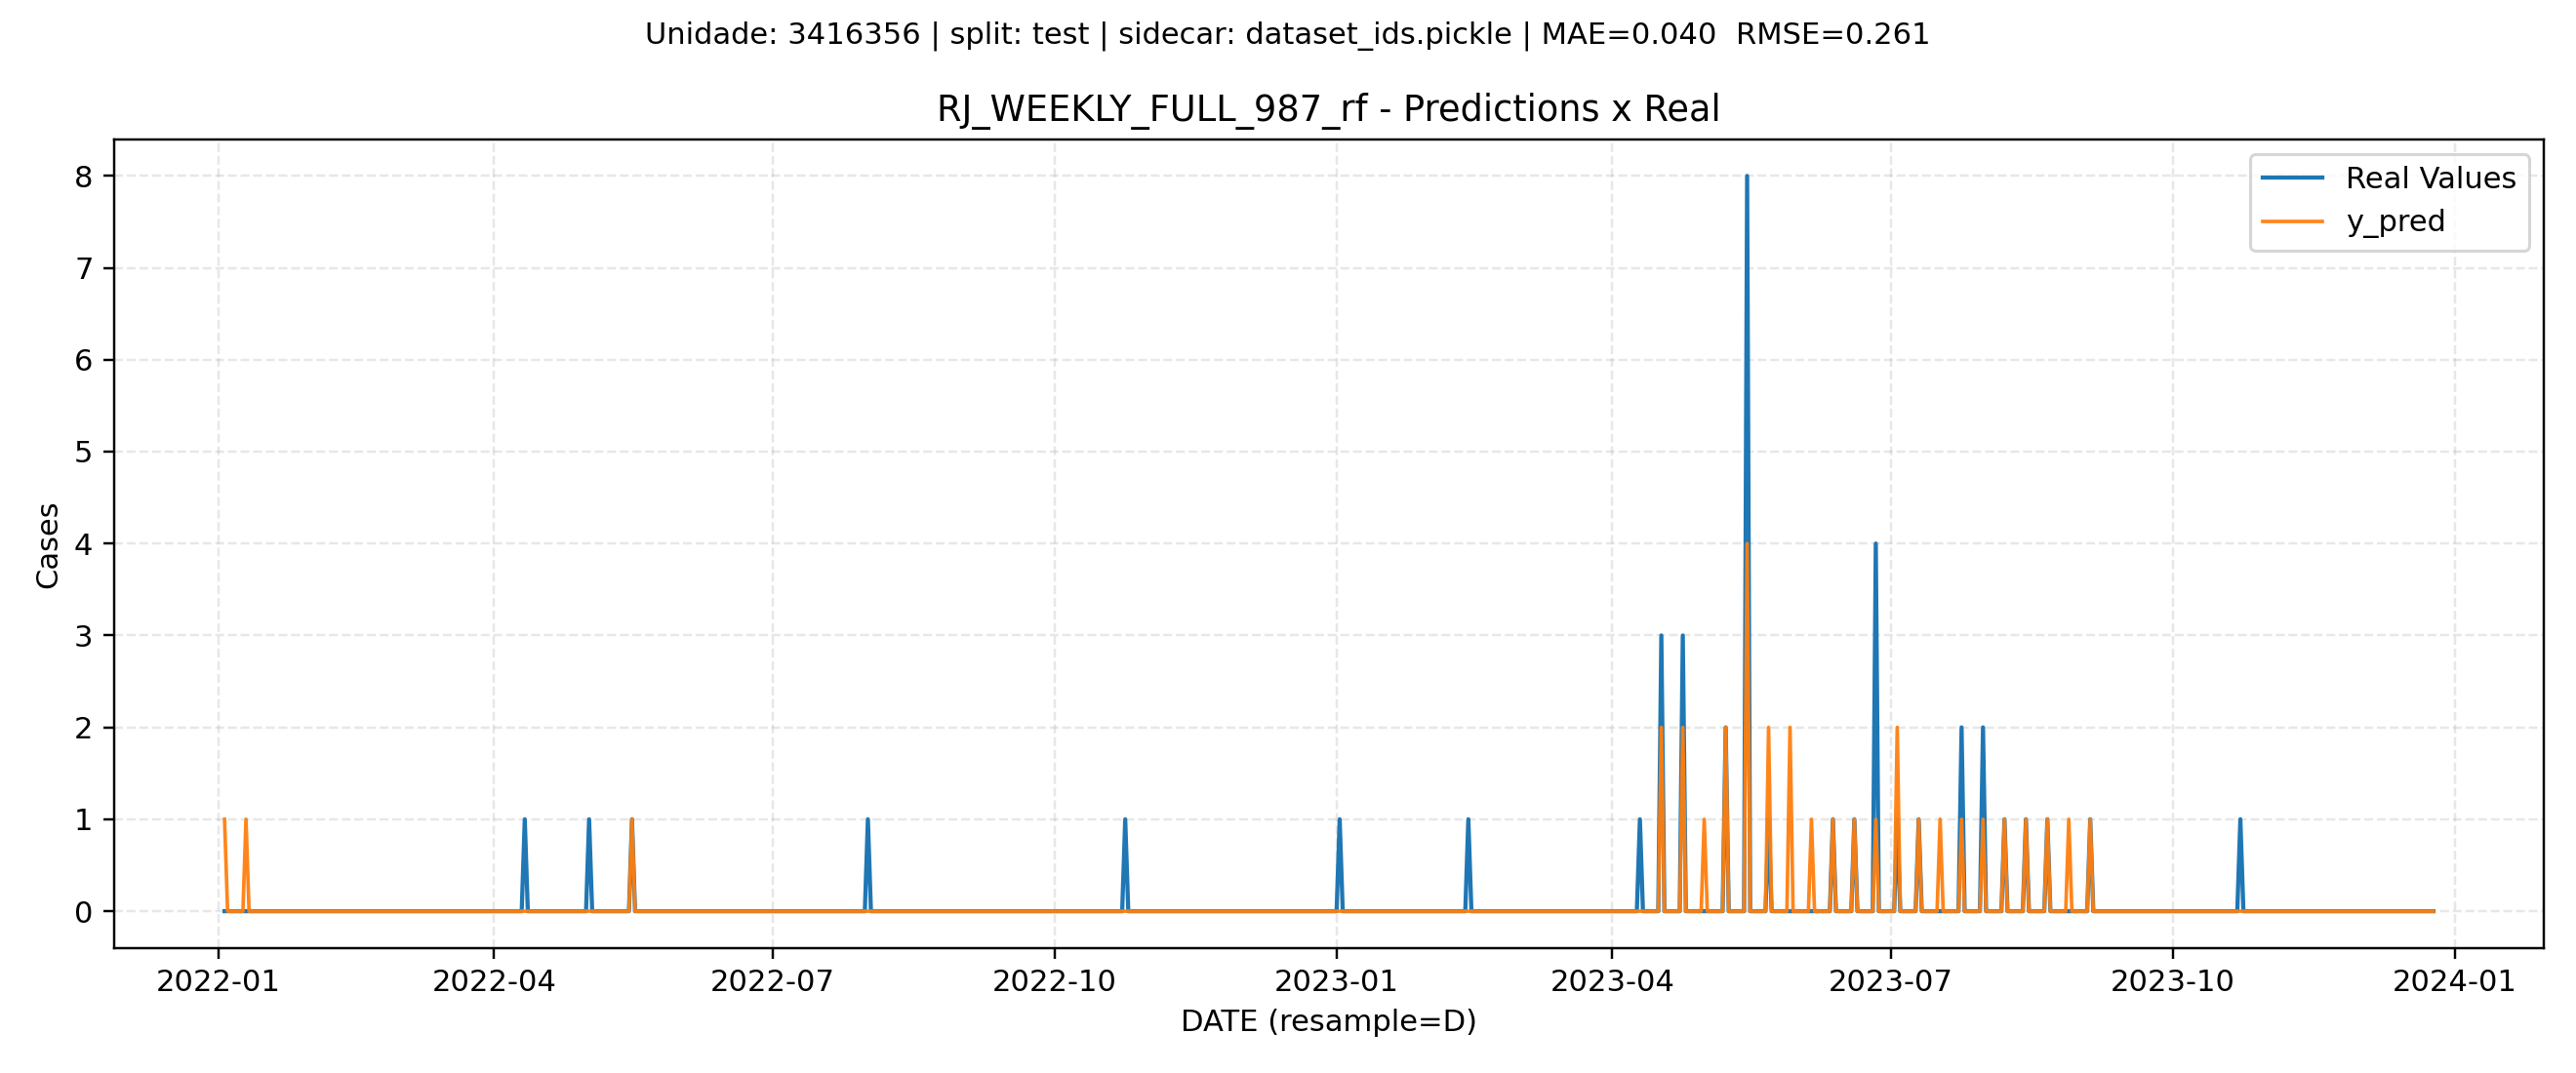 Unidade: 3416356 | split: test | sidecar: dataset_ids.pickle | MAE=0.040  RMSE=0.261
RJ_WEEKLY_FULL_987_rf - Predictions x Real
Real Values
y_pred
8
7
6
5
4
3
2
1
0
Cases
2022-01 2022-04 2022-07 2022-10 2023-01 2023-04 2023-07 2023-10 2024-01
DATE (resample=D)